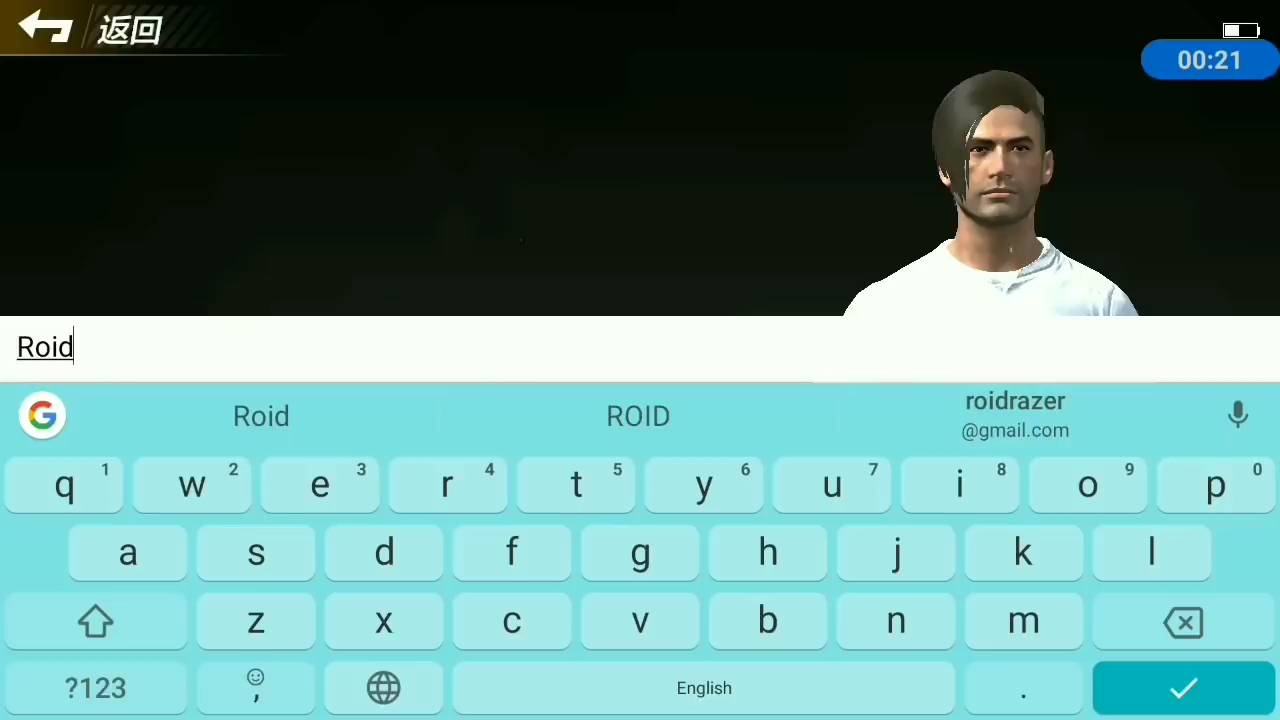 返回
00:21
Roid
Roid ROID roidrazer
@gmail.com
q 1 w 2 e 3 r 4 t 5 y 6 u 7 i 8 o 9 p 0
a s d f g h j k l
z x c v b n m
?123 , English .